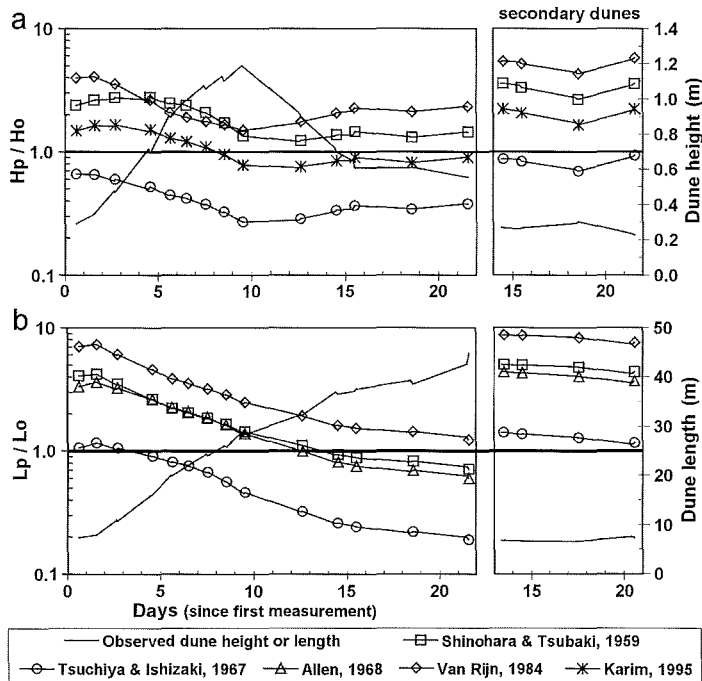 a
secondary dunes
10
1.0
0.1
Hp / Ho
0 5 10 15 20
15 20
1.4
1.2
1.0
0.8
0.6
0.4
0.2
0.0
Dune height (m)
b
10
1.0
0.1
Lp / Lo
0 5 10 15 20
15 20
50
40
30
20
10
0
Dune length (m)
Days (since first measurement)
Observed dune height or length
Shinohara & Tsubaki, 1959
Tsuchiya & Ishizaki, 1967
Allen, 1968
Van Rijn, 1984
Karim, 1995